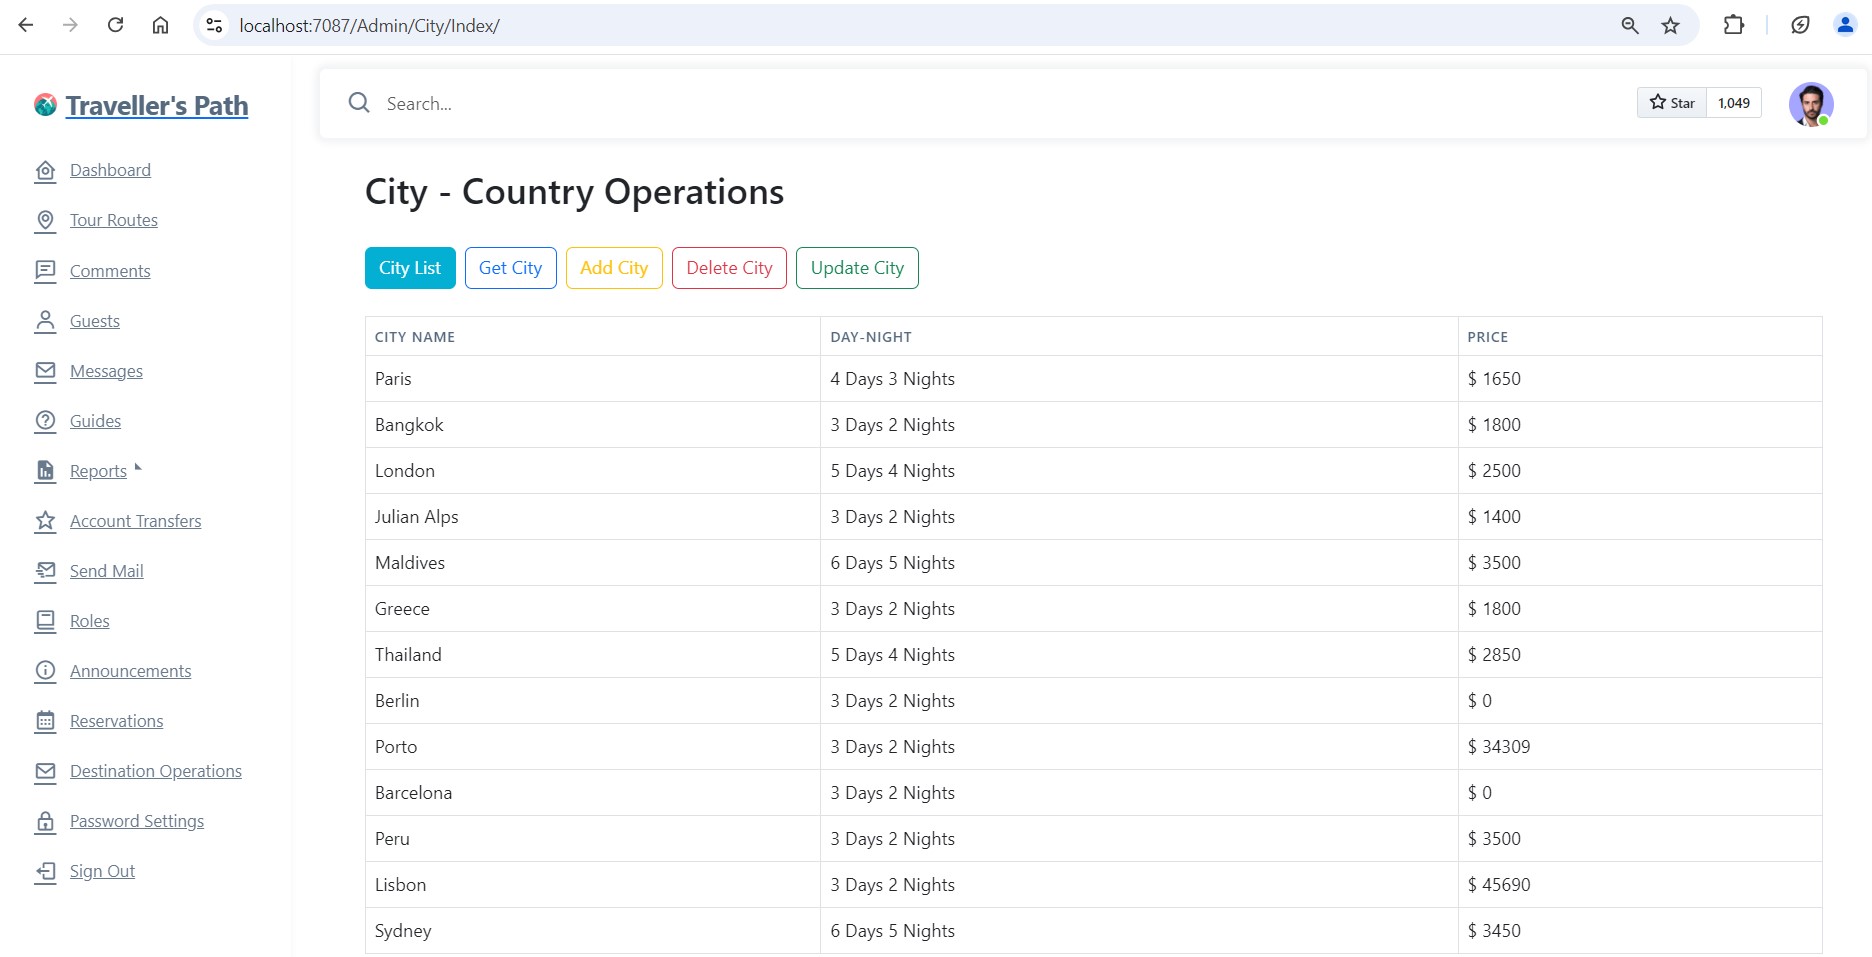 localhost:7087/Admin/City/Index/
Traveller's Path
Search...
Star 1,049
Dashboard
Tour Routes
Comments
Guests
Messages
Guides
Reports
Account Transfers
Send Mail
Roles
Announcements
Reservations
Destination Operations
Password Settings
Sign Out
City - Country Operations
City List Get City Add City Delete City Update City
CITY NAME DAY-NIGHT PRICE
Paris 4 Days 3 Nights $ 1650
Bangkok 3 Days 2 Nights $ 1800
London 5 Days 4 Nights $ 2500
Julian Alps 3 Days 2 Nights $ 1400
Maldives 6 Days 5 Nights $ 3500
Greece 3 Days 2 Nights $ 1800
Thailand 5 Days 4 Nights $ 2850
Berlin 3 Days 2 Nights $ 0
Porto 3 Days 2 Nights $ 34309
Barcelona 3 Days 2 Nights $ 0
Peru 3 Days 2 Nights $ 3500
Lisbon 3 Days 2 Nights $ 45690
Sydney 6 Days 5 Nights $ 3450